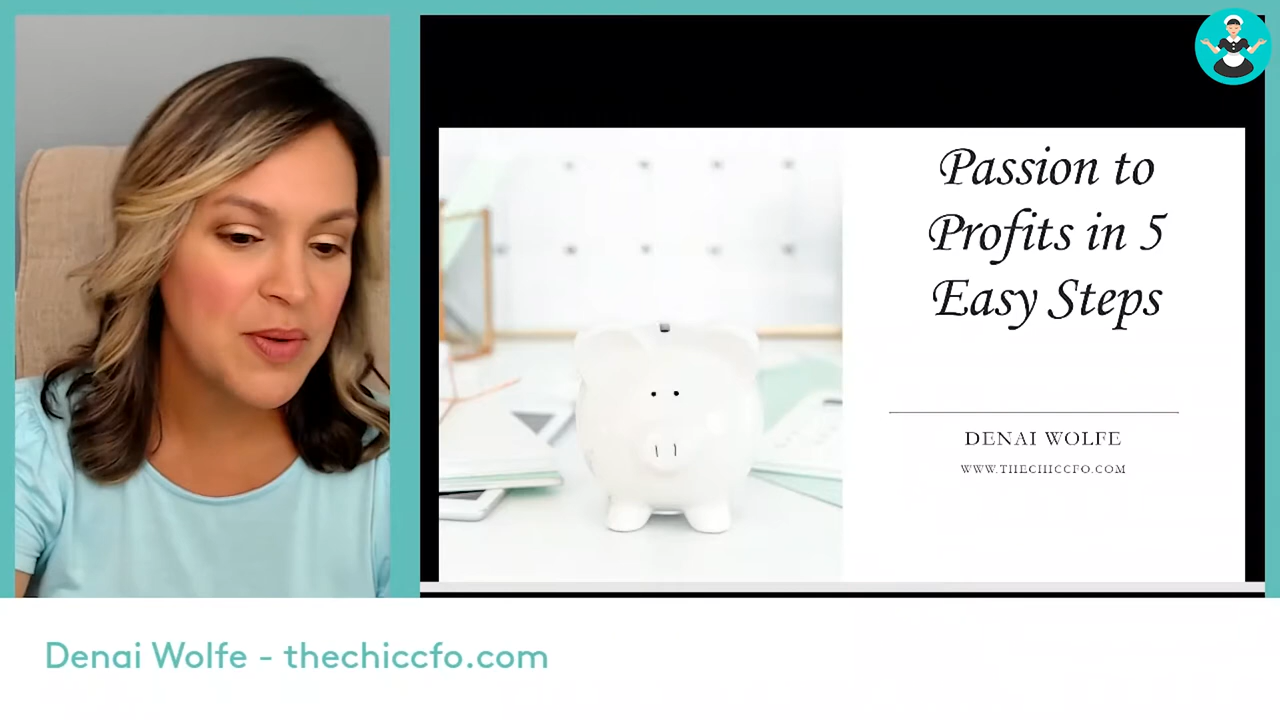 Passion to
Profits in 5
Easy Steps
DENAI WOLFE
WWW.THECHICCFO.COM
Denai Wolfe - thechiccfo.com